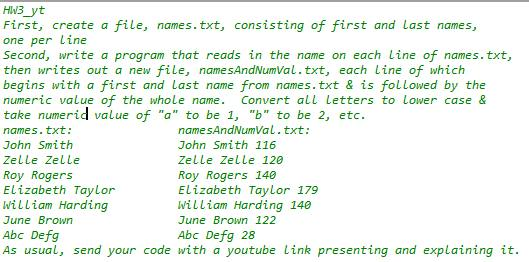 HW3_yt
First, create a file, names.txt, consisting of first and last names,
one per line
Second, write a program that reads in the name on each line of names.txt,
then writes out a new file, namesAndNumVal.txt, each line of which
begins with a first and last name from names.txt & is followed by the
numeric value of the whole name. Convert all letters to lower case &
take numeric value of "a" to be 1, "b" to be 2, etc.
names.txt: namesAndNumVal.txt:
John Smith John Smith 116
Zelle Zelle Zelle Zelle 120
Roy Rogers Roy Rogers 140
Elizabeth Taylor Elizabeth Taylor 179
William Harding William Harding 140
June Brown June Brown 122
Abc Defg Abc Defg 28
As usual, send your code with a youtube link presenting and explaining it.